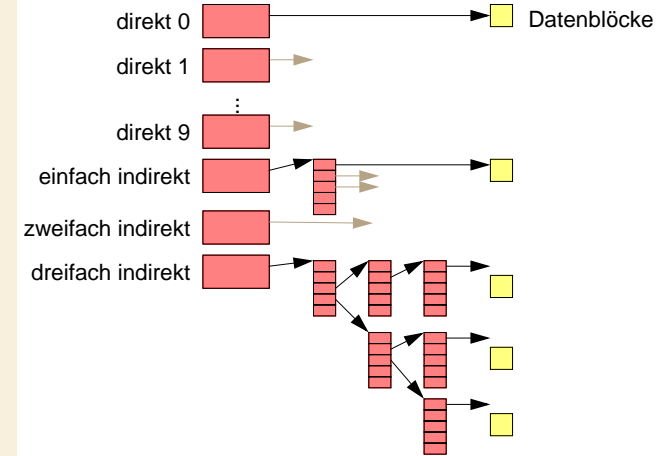 direkt 0
Datenblöcke
direkt 1
...
direkt 9
einfach indirekt
zweifach indirekt
dreifach indirekt